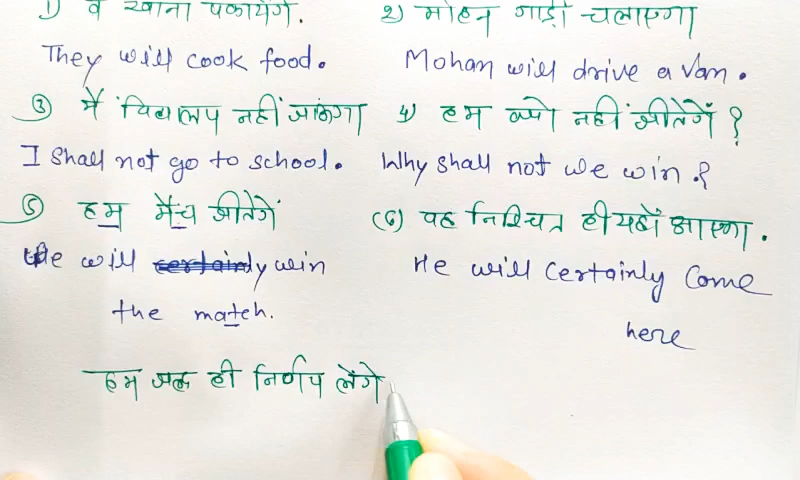 1) वे खाना पकायेंगे.
2) मोहन गाड़ी चलाएगा
They will cook food.
Mohan will drive a van.
③ मैं विद्यालय नहीं जाऊंगा
4) हम क्यो नहीं जीतेगें ?
I shall not go to school.
Why shall not we win ?
⑤ हम मैच जीतेगें
(6) वह निश्चित ही यहाँ आएगा.
We will certainly win
the match.
He will certainly come
here
हम जल्द ही निर्णय लेंगे